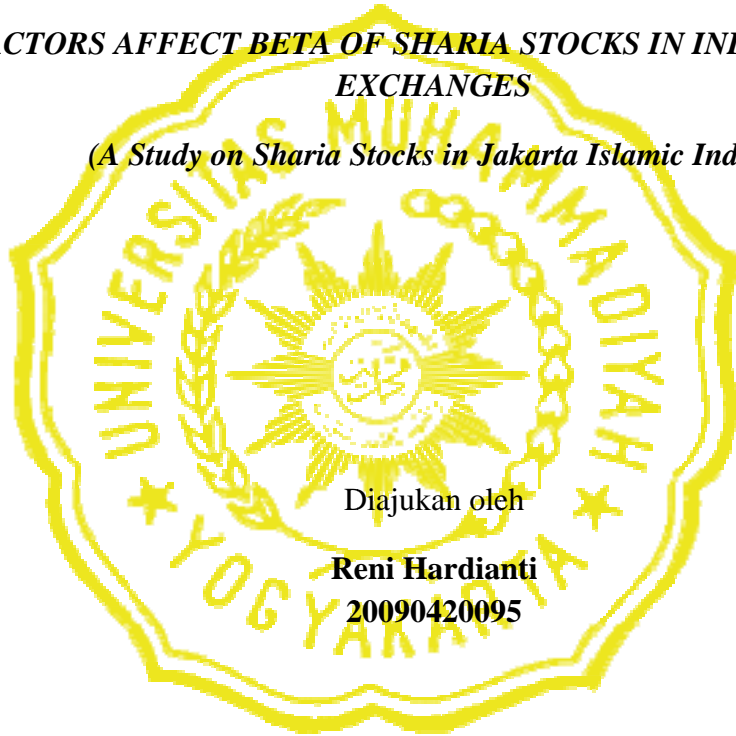 ACTORS AFFECT BETA OF SHARIA STOCKS IN IN
EXCHANGES
(A Study on Sharia Stocks in Jakarta Islamic Ind
UNIVERSITAS MUHAMMADIYAH
★ YOGYAKARTA ★
Diajukan oleh
Reni Hardianti
20090420095